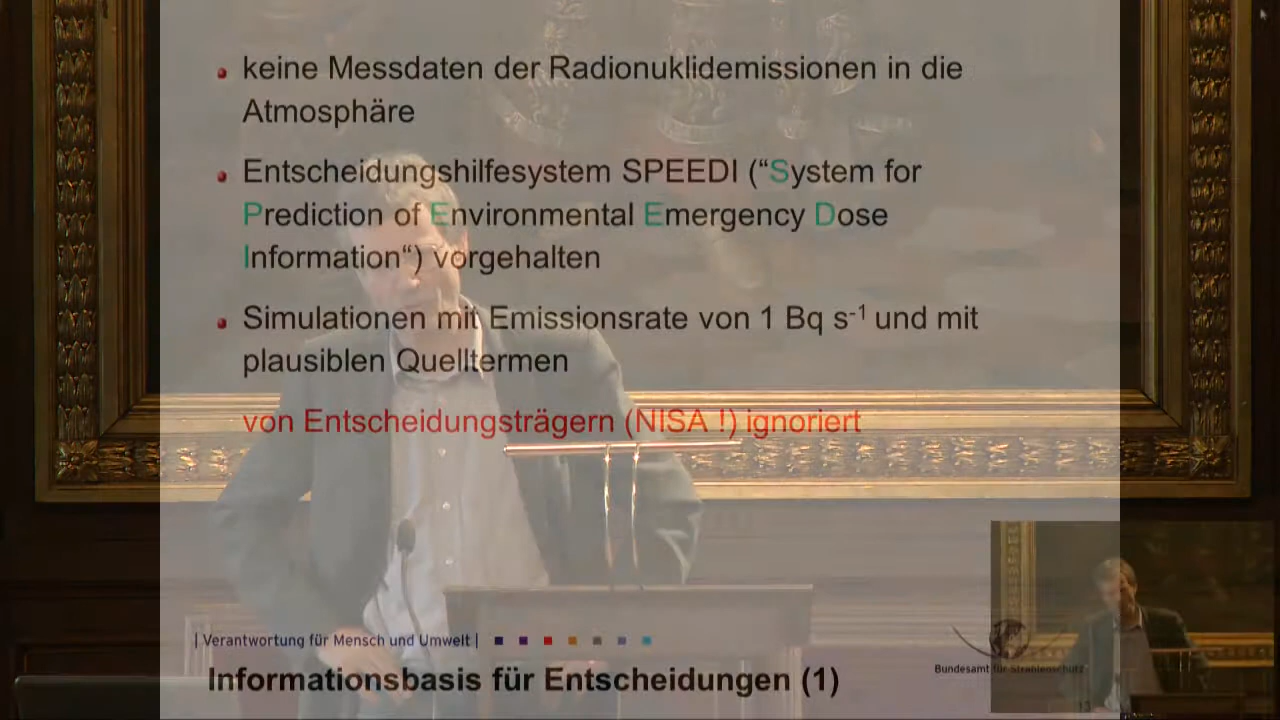 keine Messdaten der Radionuklidemissionen in die
Atmosphäre
Entscheidungshilfesystem SPEEDI (“System for
Prediction of Environmental Emergency Dose
Information“) vorgehalten
Simulationen mit Emissionsrate von 1 Bq s-1 und mit
plausiblen Quelltermen
von Entscheidungsträgern (NISA !) ignoriert
| Verantwortung für Mensch und Umwelt |
Bundesamt für Strahlenschutz
Informationsbasis für Entscheidungen (1)
13